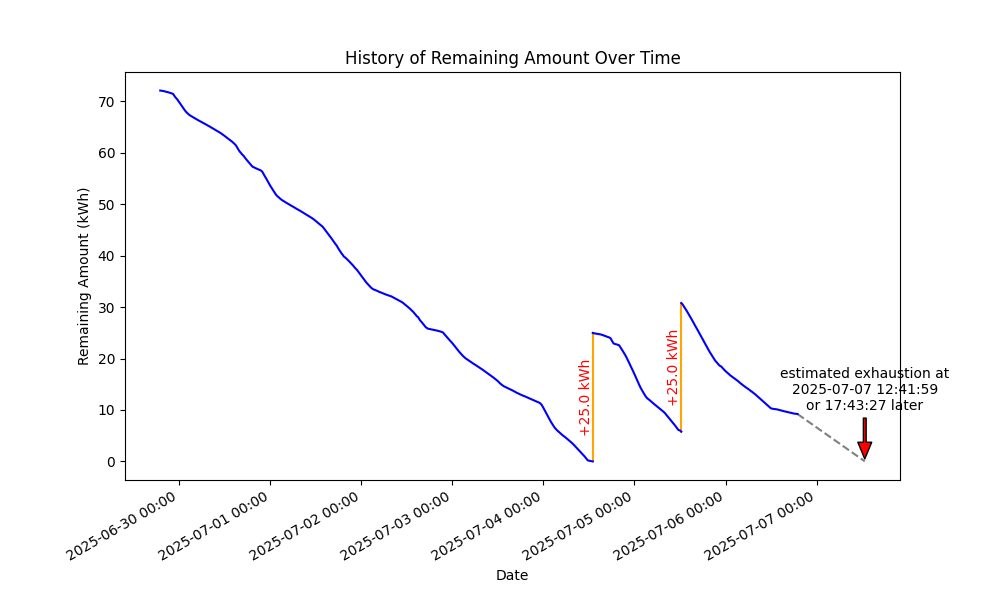 History of Remaining Amount Over Time
Remaining Amount (kWh)
70
60
50
40
30
20
10
0
+25.0 kWh
+25.0 kWh
estimated exhaustion at
2025-07-07 12:41:59
or 17:43:27 later
2025-06-30 00:00
2025-07-01 00:00
2025-07-02 00:00
2025-07-03 00:00
2025-07-04 00:00
2025-07-05 00:00
2025-07-06 00:00
2025-07-07 00:00
Date